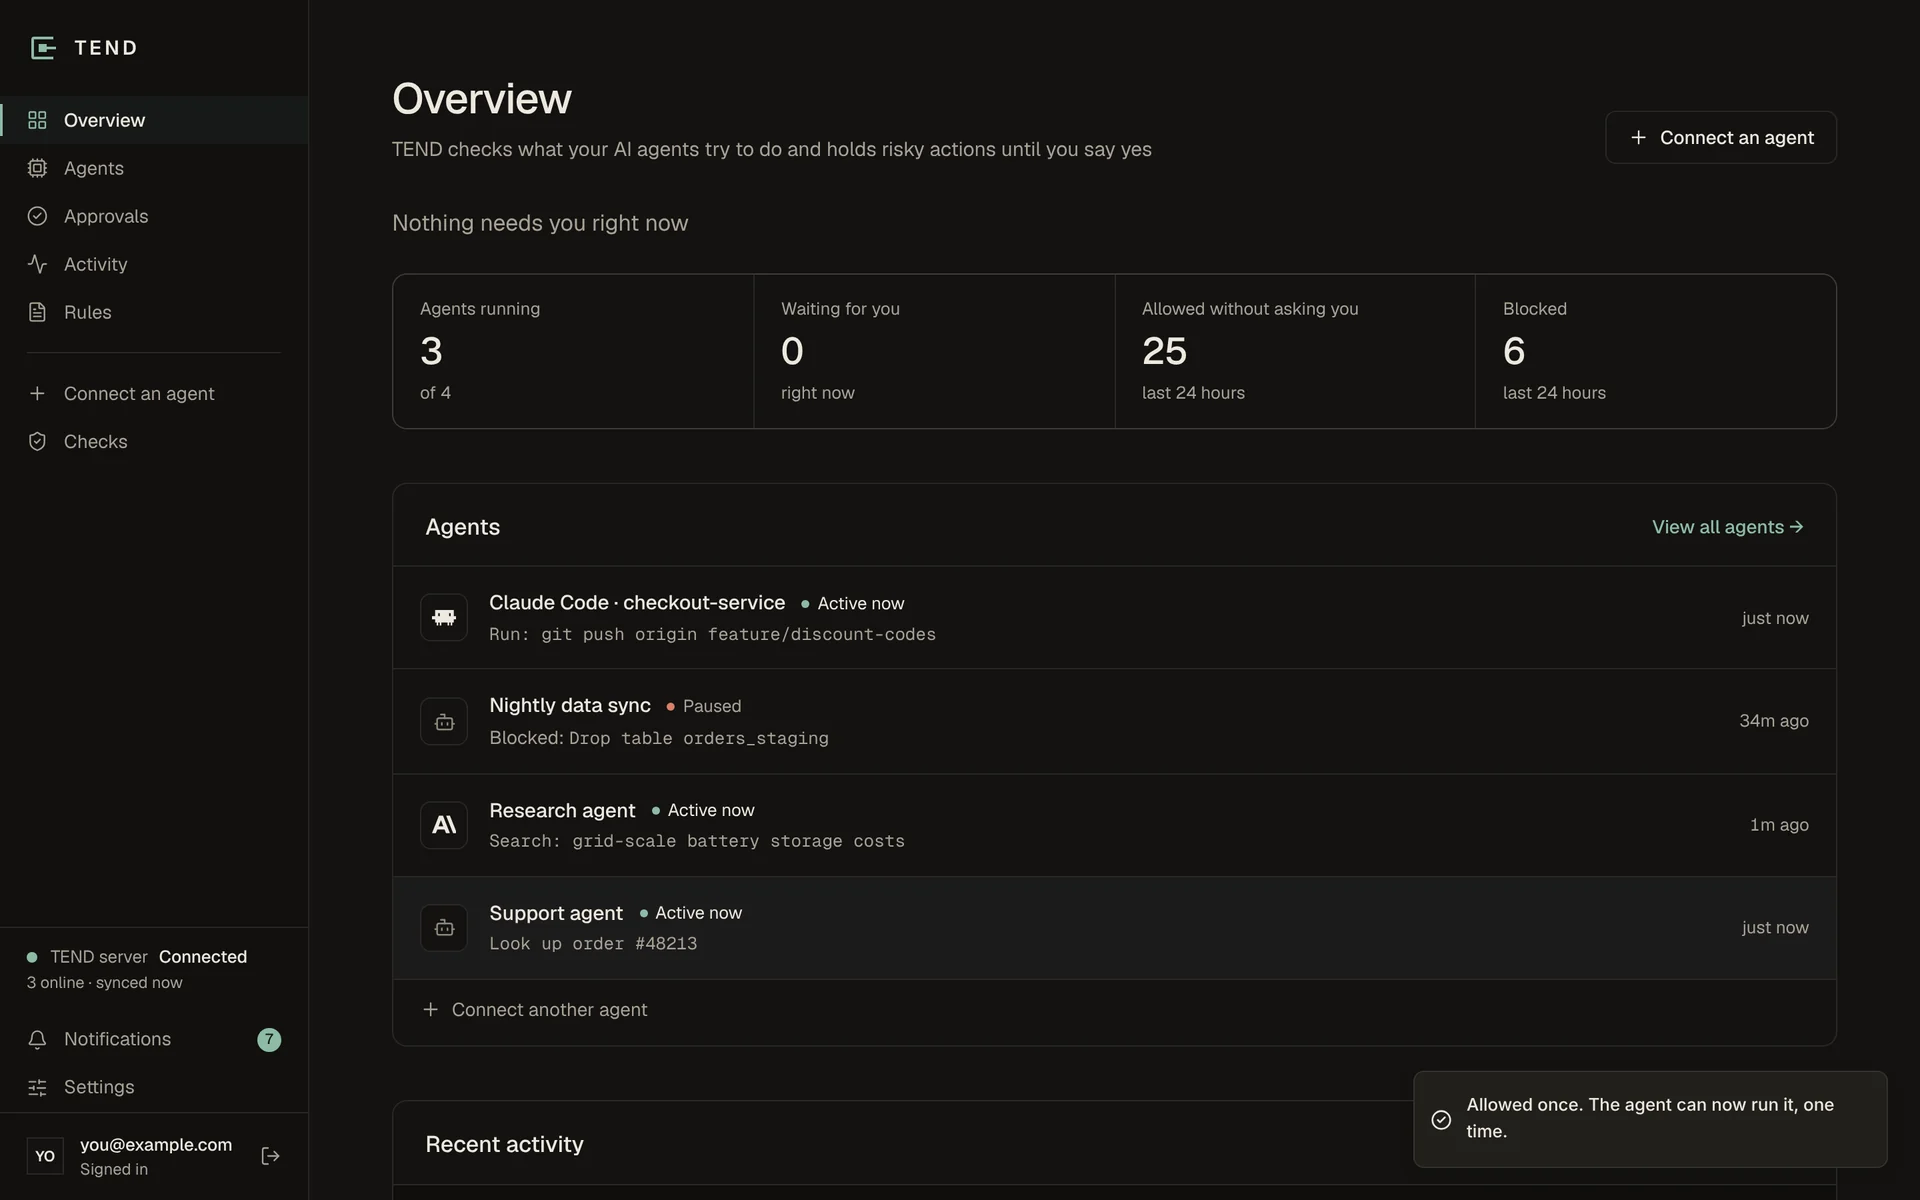 TEND
Overview
Agents
Approvals
Activity
Rules
Connect an agent
Checks
TEND server Connected
3 online · synced now
Notifications 7
Settings
YO
you@example.com
Signed in
Overview
TEND checks what your AI agents try to do and holds risky actions until you say yes
Connect an agent
Nothing needs you right now
Agents running
3
of 4
Waiting for you
0
right now
Allowed without asking you
25
last 24 hours
Blocked
6
last 24 hours
Agents
View all agents →
Claude Code · checkout-service Active now
Run: git push origin feature/discount-codes
just now
Nightly data sync Paused
Blocked: Drop table orders_staging
34m ago
Research agent Active now
Search: grid-scale battery storage costs
1m ago
Support agent Active now
Look up order #48213
just now
Connect another agent
Recent activity
Allowed once. The agent can now run it, one
time.